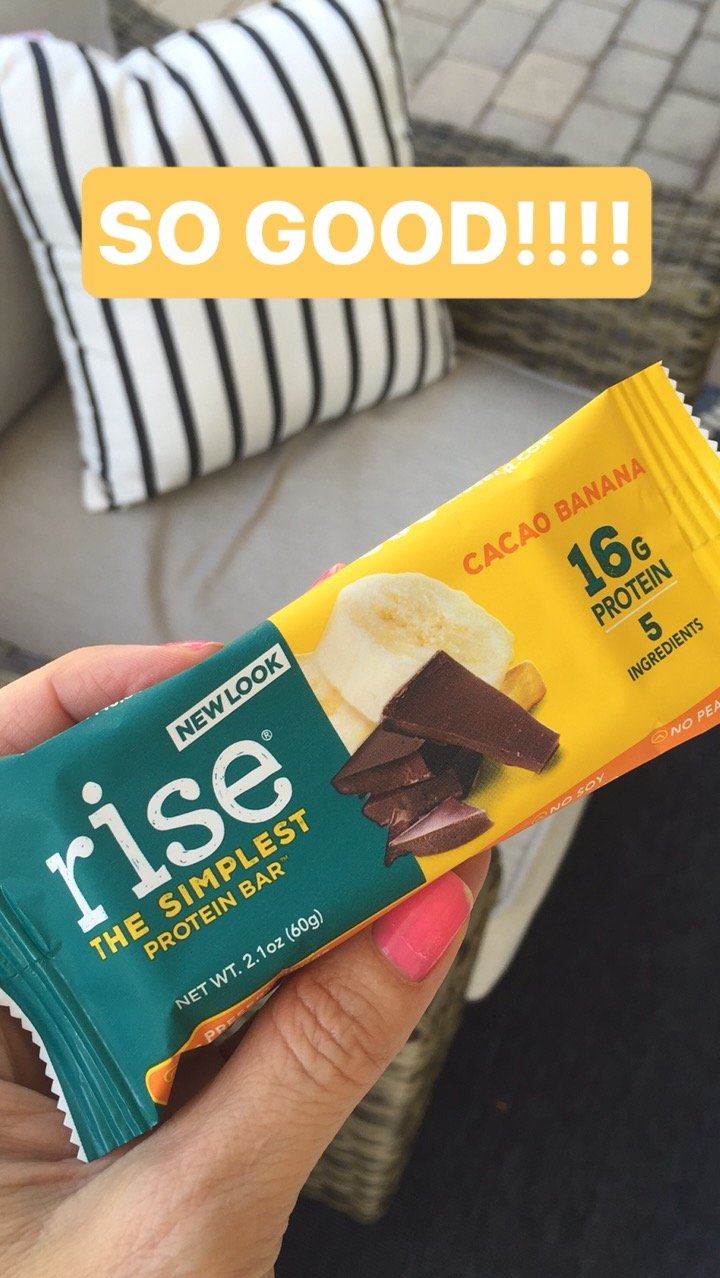 SO GOOD!!!!
CACAO BANANA
16G
PROTEIN
5
INGREDIENTS
NEW LOOK
rise®
THE SIMPLEST
PROTEIN BAR™
NET WT. 2.1oz (60g)
NO SOY
NO